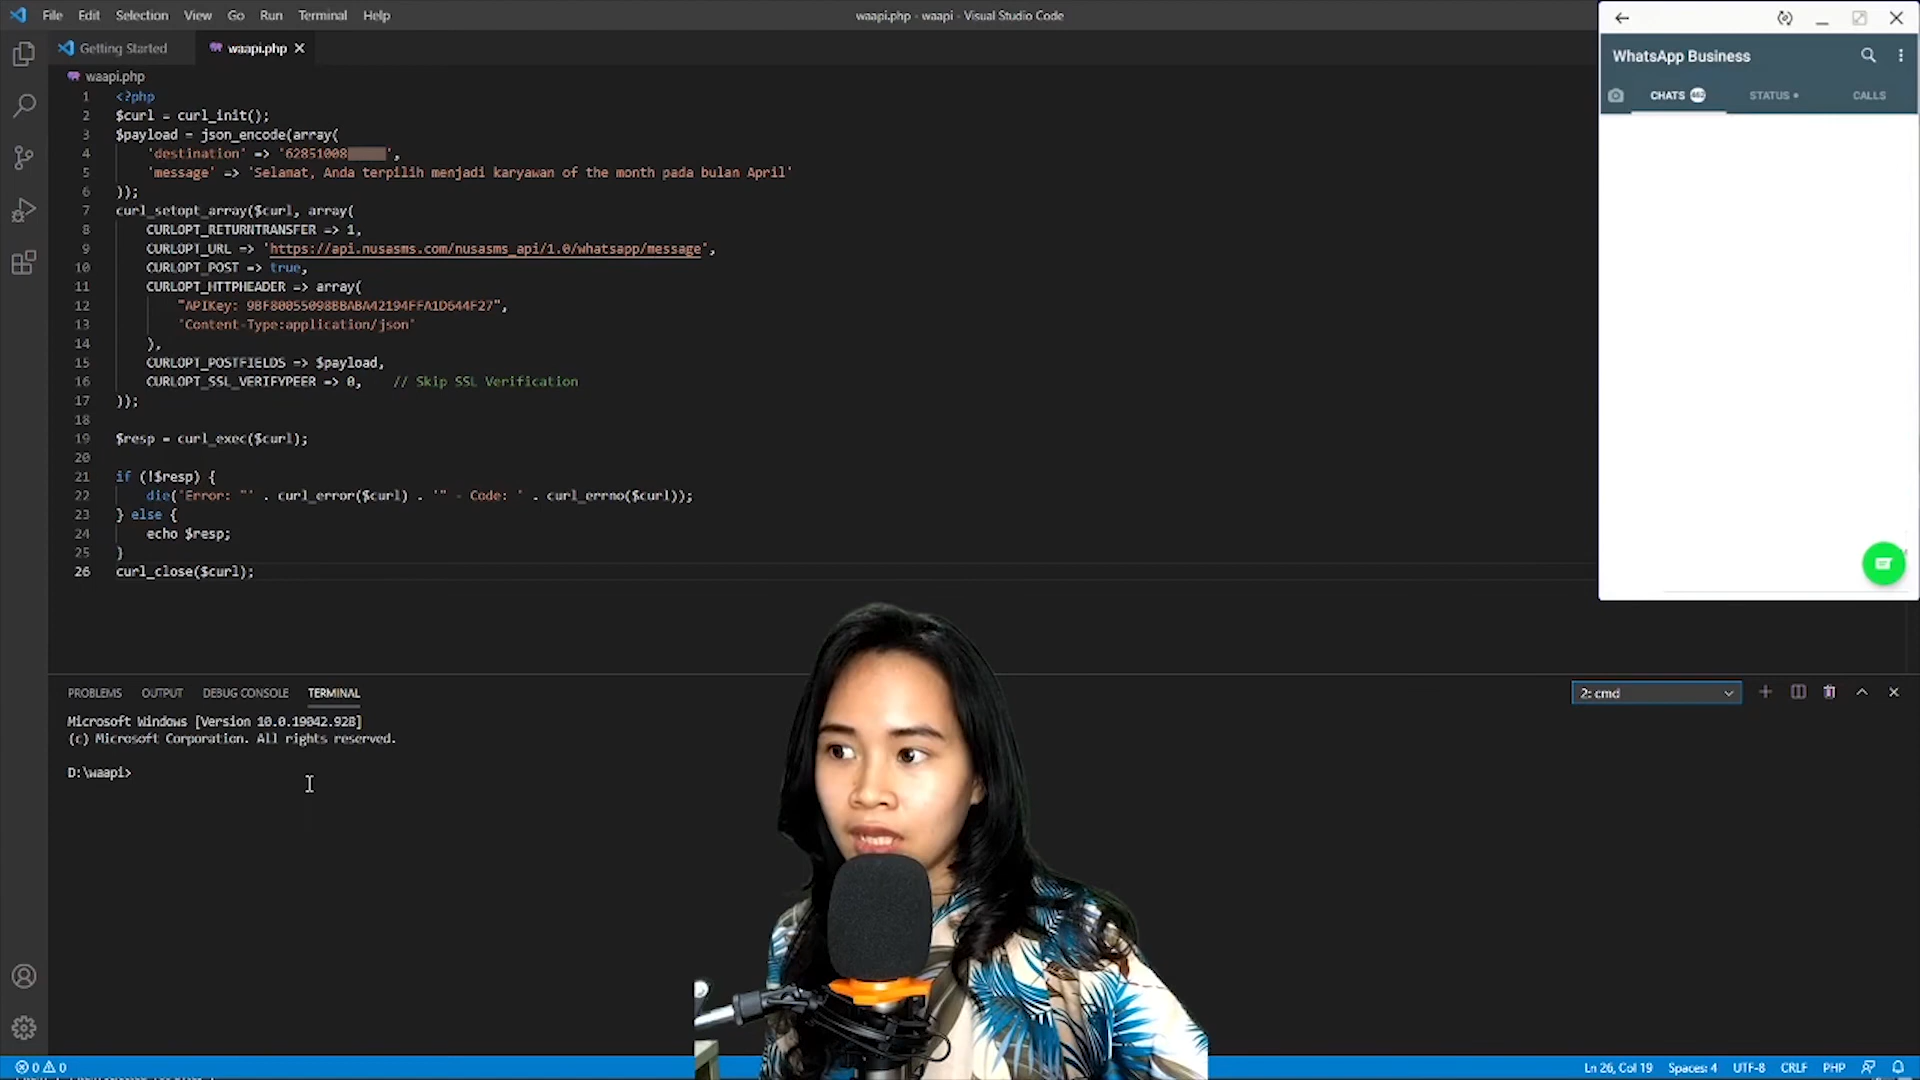 File Edit Selection View Go Run Terminal Help
waapi.php - waapi - Visual Studio Code
Getting Started
waapi.php
waapi.php
1 <?php
2 $curl = curl_init();
3 $payload = json_encode(array(
4 'destination' => '62851008 ',
5 'message' => 'Selamat, Anda terpilih menjadi karyawan of the month pada bulan April'
6 ));
7 curl_setopt_array($curl, array(
8 CURLOPT_RETURNTRANSFER => 1,
9 CURLOPT_URL => 'https://api.nusasms.com/nusasms_api/1.0/whatsapp/message',
10 CURLOPT_POST => true,
11 CURLOPT_HTTPHEADER => array(
12 "APIKey: 9BF80055098BBABA42194FFA1D644F27",
13 'Content-Type:application/json'
14 ),
15 CURLOPT_POSTFIELDS => $payload,
16 CURLOPT_SSL_VERIFYPEER => 0, // Skip SSL Verification
17 ));
18
19 $resp = curl_exec($curl);
20
21 if (!$resp) {
22 die('Error: "' . curl_error($curl) . '" - Code: ' . curl_errno($curl));
23 } else {
24 echo $resp;
25 }
26 curl_close($curl);
WhatsApp Business
CHATS 462 STATUS CALLS
PROBLEMS OUTPUT DEBUG CONSOLE TERMINAL
2: cmd
Microsoft Windows [Version 10.0.19042.928]
(c) Microsoft Corporation. All rights reserved.
D:\waapi>
0 0
Ln 26, Col 19 Spaces: 4 UTF-8 CRLF PHP